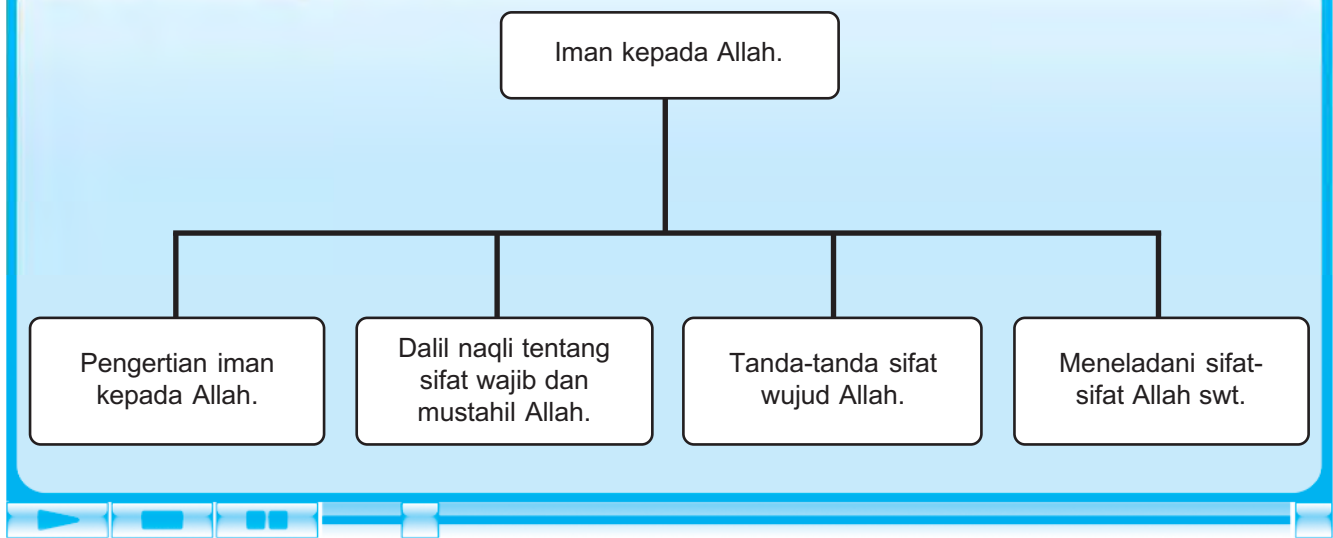 Iman kepada Allah.
Pengertian iman
kepada Allah.
Dalil naqli tentang
sifat wajib dan
mustahil Allah.
Tanda-tanda sifat
wujud Allah.
Meneladani sifat-
sifat Allah swt.